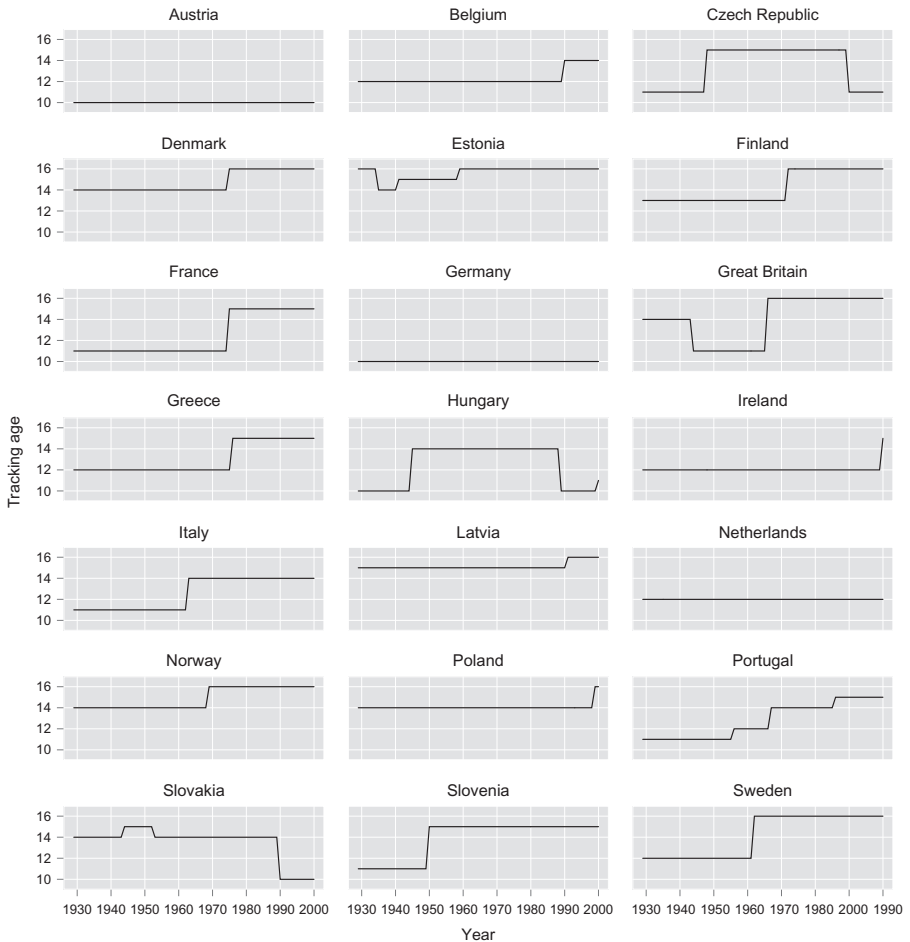 Austria Belgium Czech Republic
16
14
12
10
Denmark Estonia Finland
16
14
12
10
France Germany Great Britain
16
14
12
10
Greece Hungary Ireland
16
14
12
10
Italy Latvia Netherlands
16
14
12
10
Norway Poland Portugal
16
14
12
10
Slovakia Slovenia Sweden
16
14
12
10
1930 1940 1950 1960 1970 1980 1990 2000 1930 1940 1950 1960 1970 1980 1990 2000 1930 1940 1950 1960 1970 1980 2000 1990
Year
Tracking age